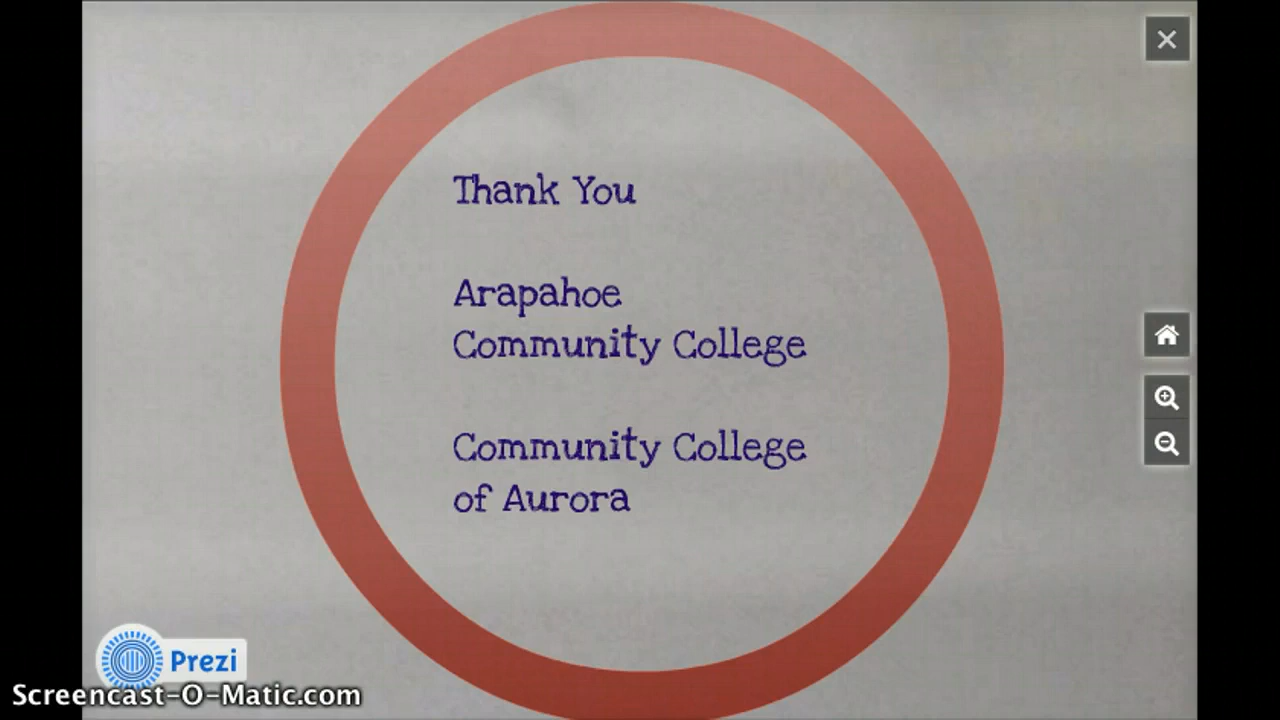 Thank You
Arapahoe
Community College
Community College
of Aurora
Prezi
Screencast-O-Matic.com